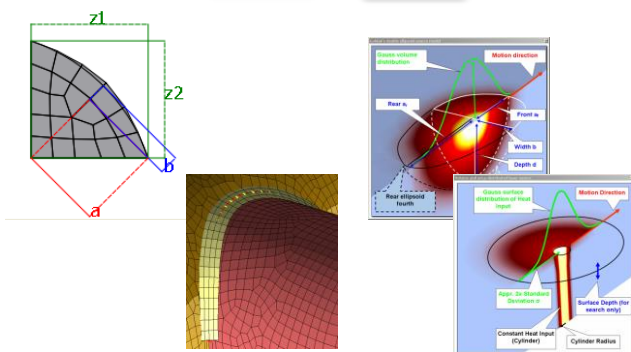 z1
z2
b
a
Gauss volume
distribution
Motion direction
Rear aᵣ
Front a
Width b
Depth d
Rear ellipsoid
fourth
Gauss surface
distribution of Heat
Input
Motion Direction
Appr. 2x Standard
Deviation σ
Surface Depth (for
search only)
Constant Heat Input
(Cylinder)
Cylinder Radius